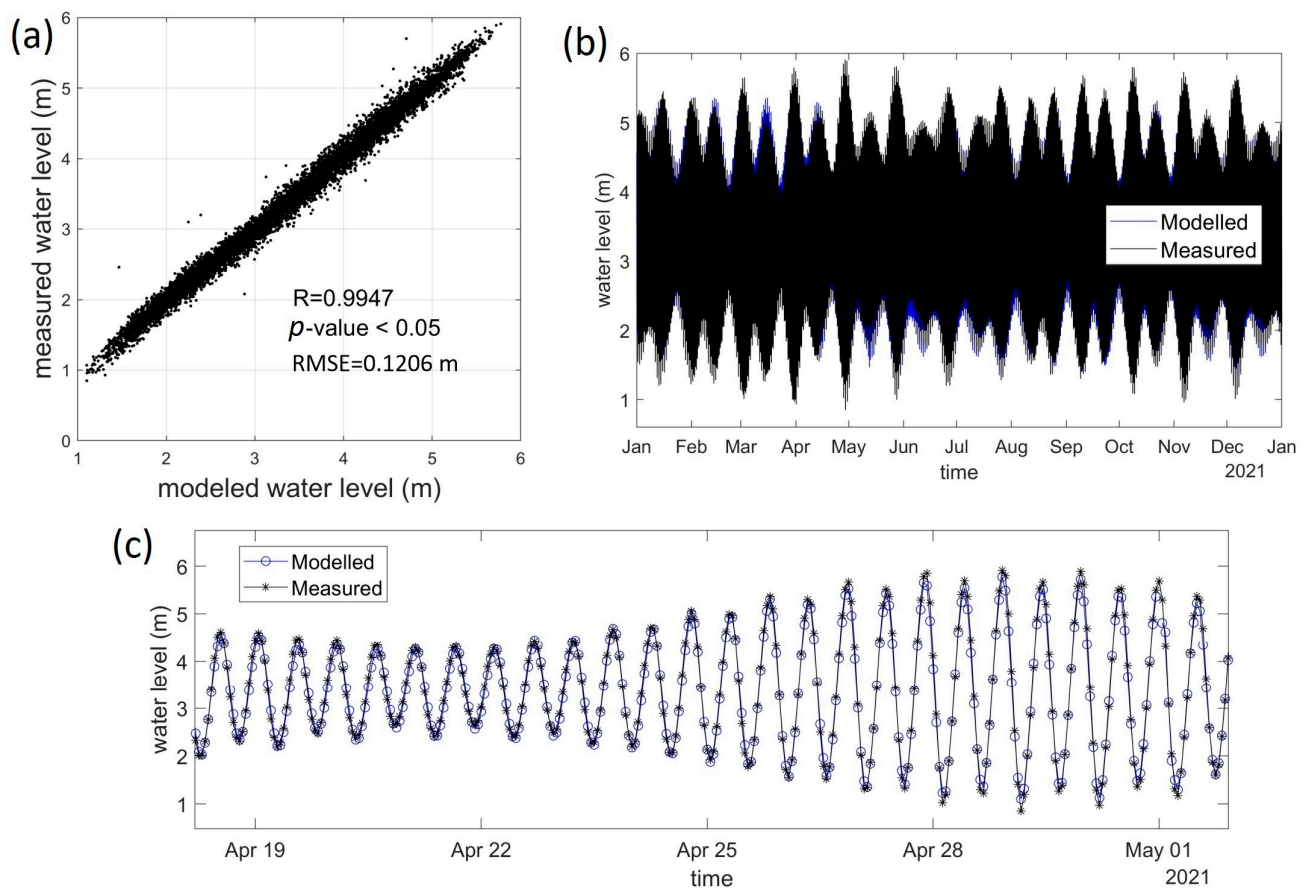 (a)
6
5
4
3
2
1
0
measured water level (m)
R=0.9947
p-value < 0.05
RMSE=0.1206 m
1 2 3 4 5 6
modeled water level (m)
(b)
6
5
4
3
2
1
water level (m)
Modelled
Measured
Jan Feb Mar Apr May Jun Jul Aug Sep Oct Nov Dec Jan
time
2021
(c)
Modelled
Measured
6
5
4
3
2
1
water level (m)
Apr 19 Apr 22 Apr 25 Apr 28 May 01
time
2021